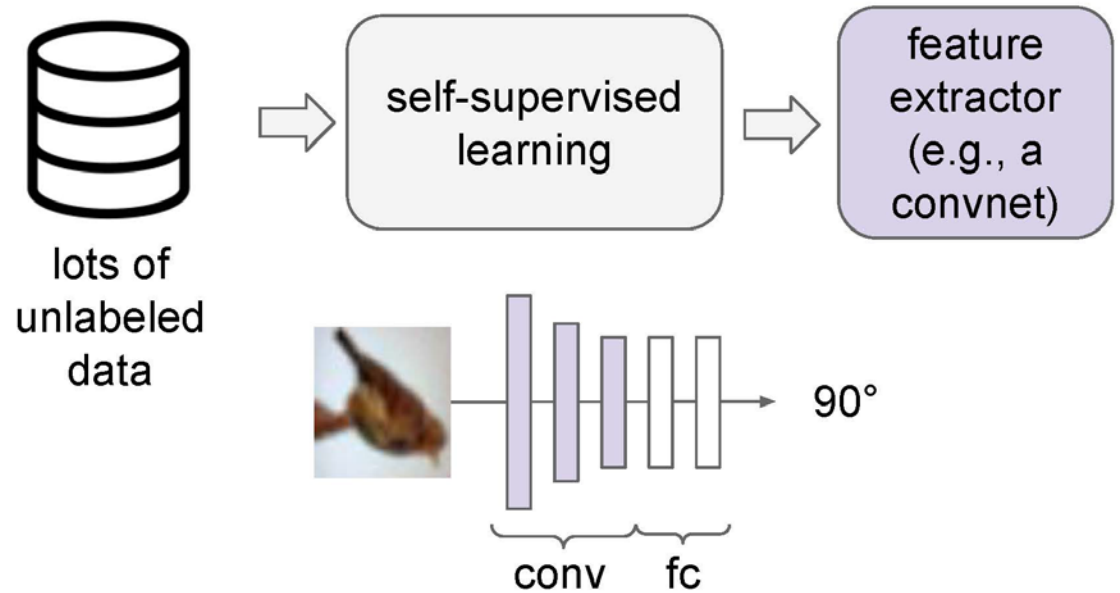 lots of
unlabeled
data
self-supervised
learning
feature
extractor
(e.g., a
convnet)
90°
conv
fc